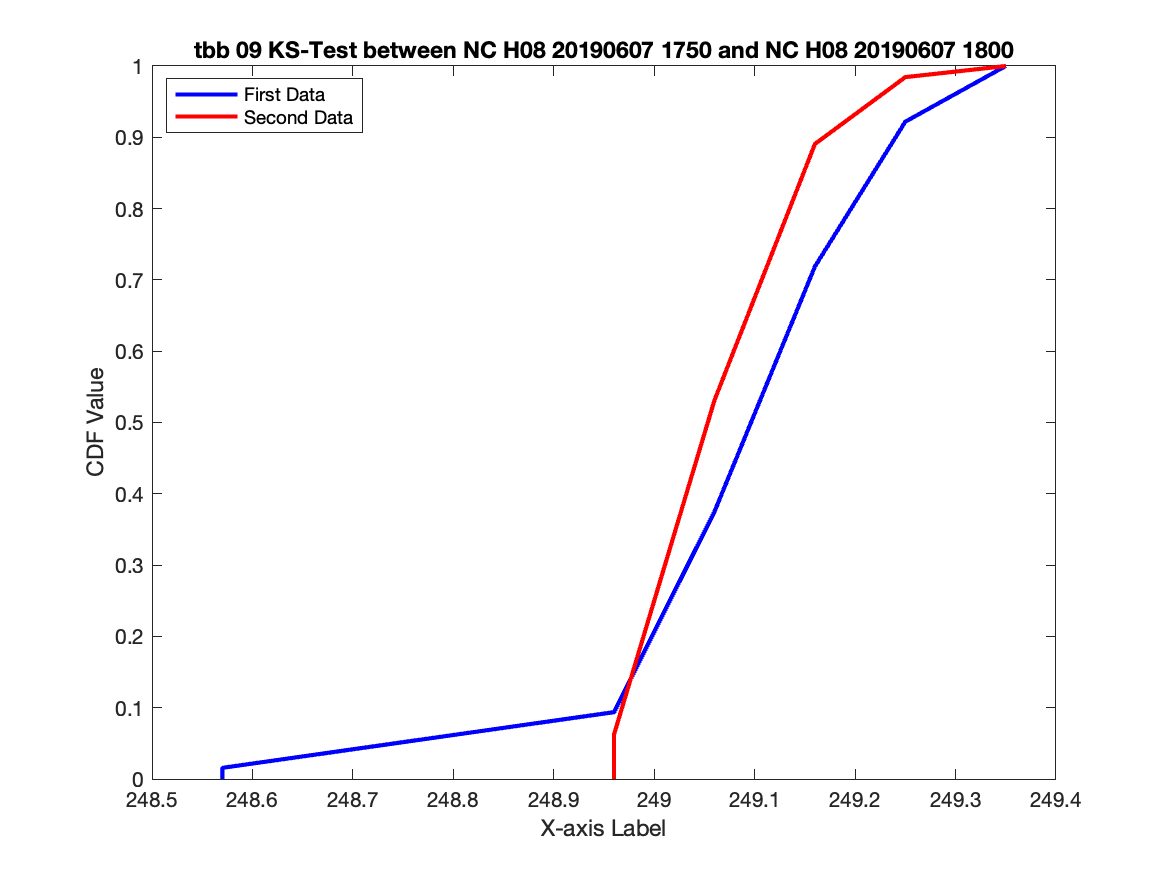 tbb 09 KS-Test between NC H08 20190607 1750 and NC H08 20190607 1800
First Data
Second Data
1
0.9
0.8
0.7
0.6
0.5
0.4
0.3
0.2
0.1
0
CDF Value
248.5 248.6 248.7 248.8 248.9 249 249.1 249.2 249.3 249.4
X-axis Label